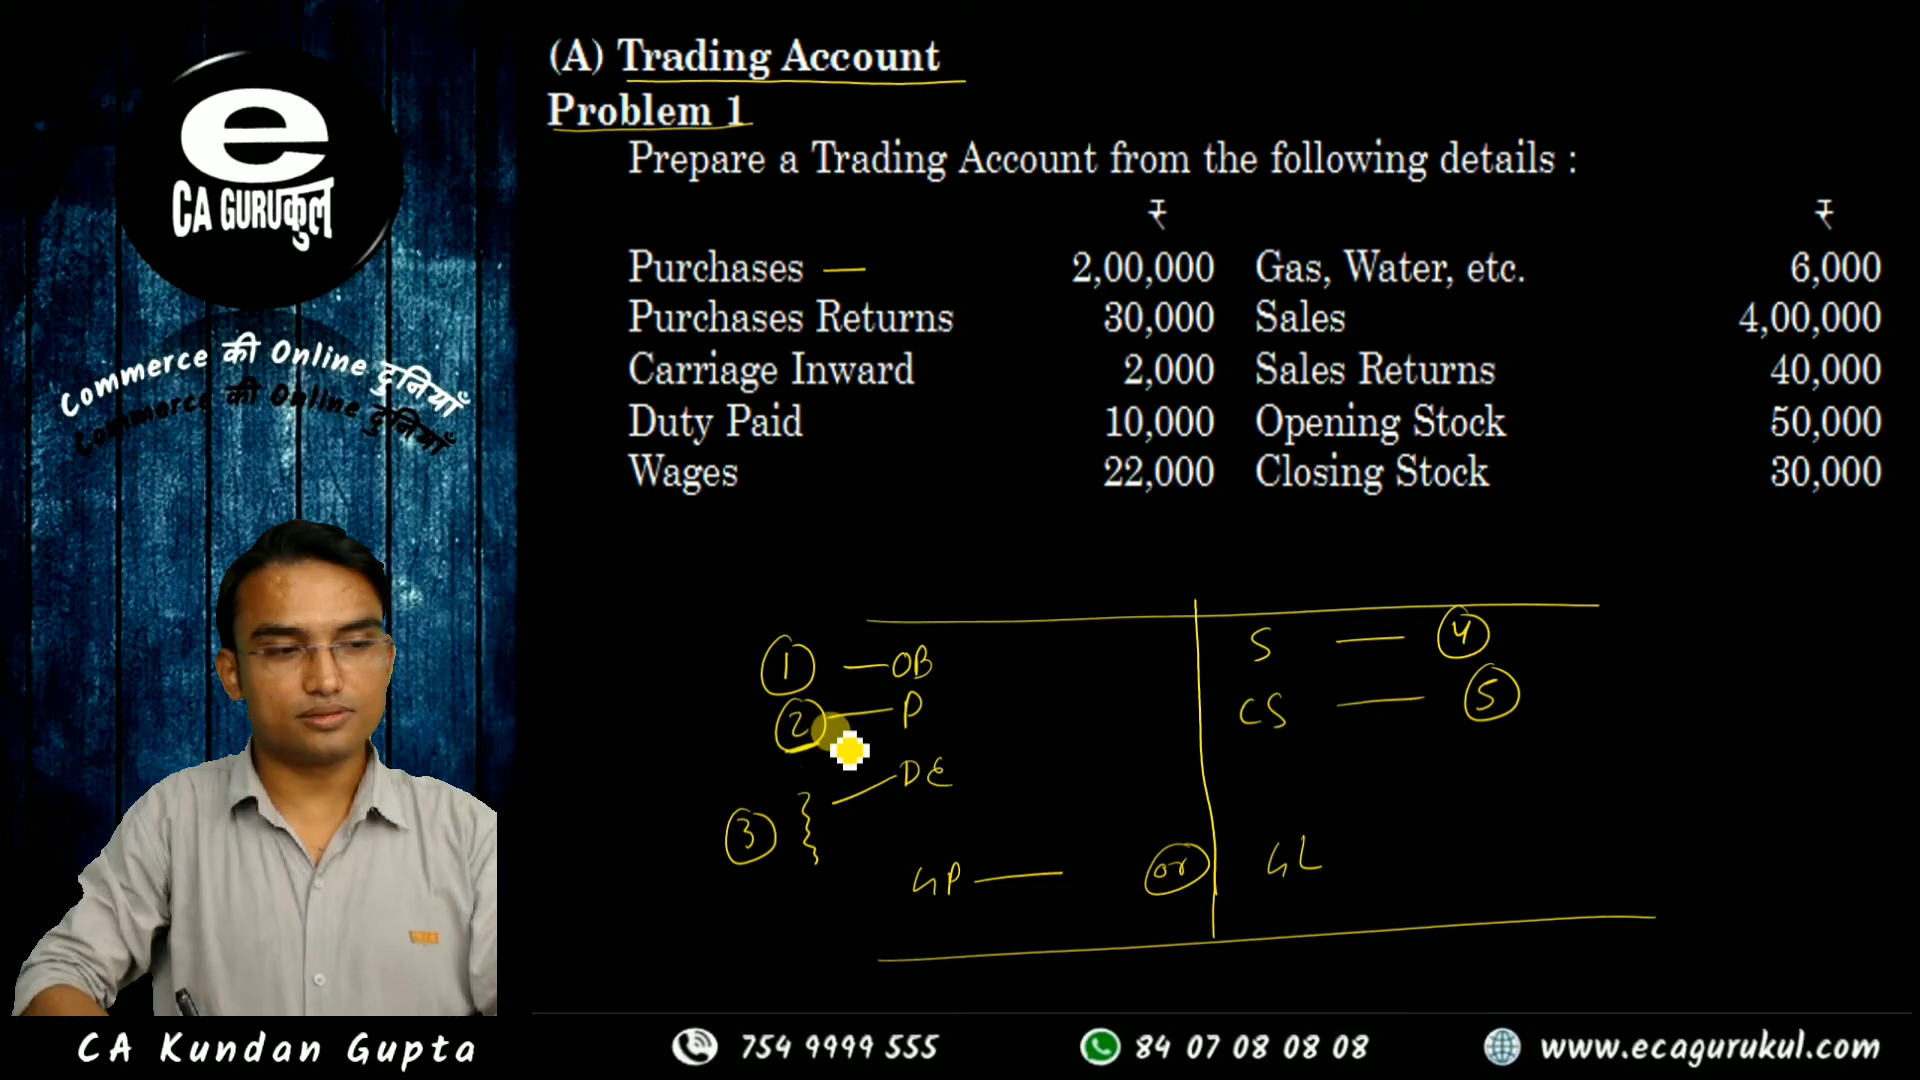 e
CA GURUकुल
Commerce की Online दुनियाँ
Commerce की Online दुनियाँ
(A) Trading Account
Problem 1
Prepare a Trading Account from the following details :
₹ ₹
Purchases — 2,00,000 Gas, Water, etc. 6,000
Purchases Returns 30,000 Sales 4,00,000
Carriage Inward 2,000 Sales Returns 40,000
Duty Paid 10,000 Opening Stock 50,000
Wages 22,000 Closing Stock 30,000
1 — OB S — 4
2 — P CS — 5
3 } — DE
GP — or GL
CA Kundan Gupta
754 9999 555
84 07 08 08 08
www.ecagurukul.com